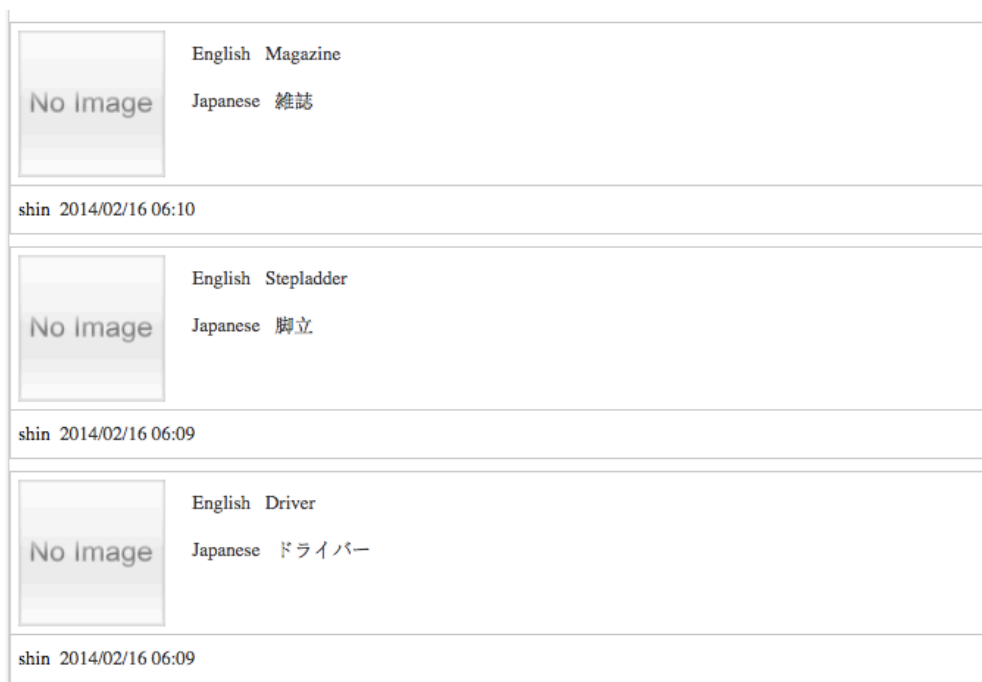 English Magazine
No Image
Japanese 雑誌
shin 2014/02/16 06:10
English Stepladder
No Image
Japanese 脚立
shin 2014/02/16 06:09
English Driver
No Image
Japanese ドライバー
shin 2014/02/16 06:09